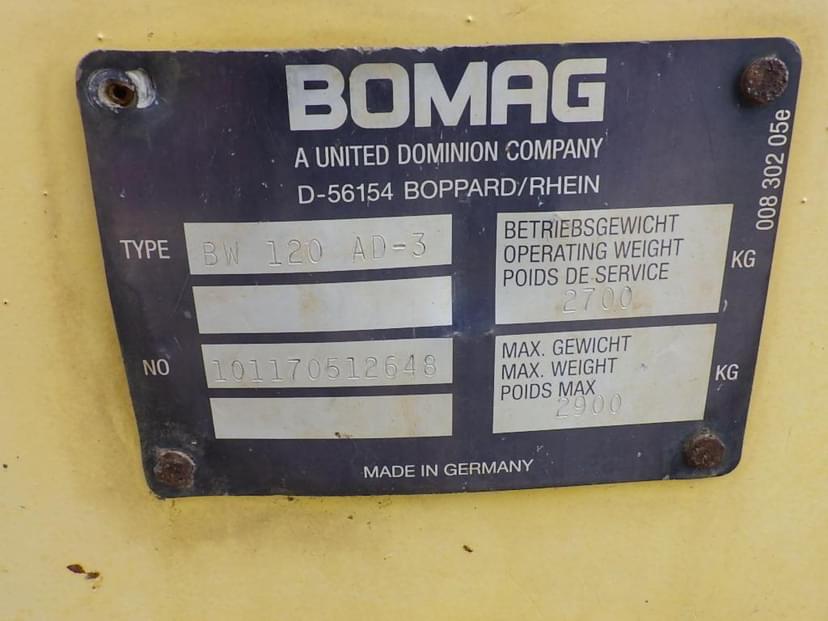 BOMAG
A UNITED DOMINION COMPANY
D-56154 BOPPARD/RHEIN
008 302 05e
TYPE BW 120 AD-3
BETRIEBSGEWICHT
OPERATING WEIGHT
POIDS DE SERVICE
2700
KG
NO 101170512648
MAX. GEWICHT
MAX. WEIGHT
POIDS MAX
2900
KG
MADE IN GERMANY